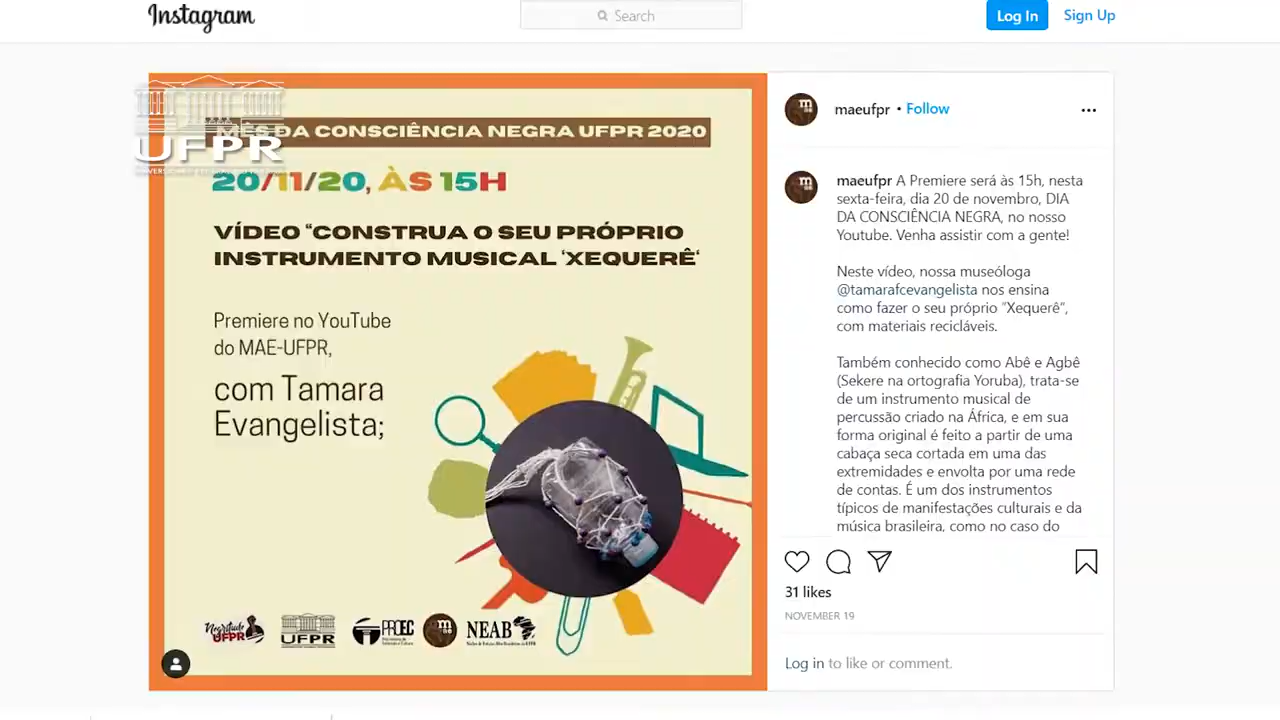 Instagram
Search
Log In
Sign Up
UFPR
MÊS DA CONSCIÊNCIA NEGRA UFPR 2020
20/11/20, ÀS 15H
VÍDEO “CONSTRUA O SEU PRÓPRIO
INSTRUMENTO MUSICAL ‘XEQUERÊ‘
Premiere no YouTube
do MAE-UFPR,
com Tamara
Evangelista;
Negritude
UFPR
UFPR
PROEC
m
NEAB
maeufpr • Follow
maeufpr A Premiere será às 15h, nesta
sexta-feira, dia 20 de novembro, DIA
DA CONSCIÊNCIA NEGRA, no nosso
Youtube. Venha assistir com a gente!
Neste vídeo, nossa museóloga
@tamarafcevangelista nos ensina
como fazer o seu próprio “Xequerê”,
com materiais recicláveis.
Também conhecido como Abê e Agbê
(Sekere na ortografia Yoruba), trata-se
de um instrumento musical de
percussão criado na África, e em sua
forma original é feito a partir de uma
cabaça seca cortada em uma das
extremidades e envolta por uma rede
de contas. É um dos instrumentos
típicos de manifestações culturais e da
música brasileira, como no caso do
31 likes
NOVEMBER 19
Log in to like or comment.